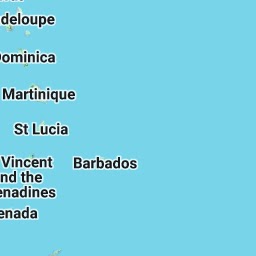 deloupe
Dominica
Martinique
St Lucia
Vincent
nd the
enadines
Barbados
enada